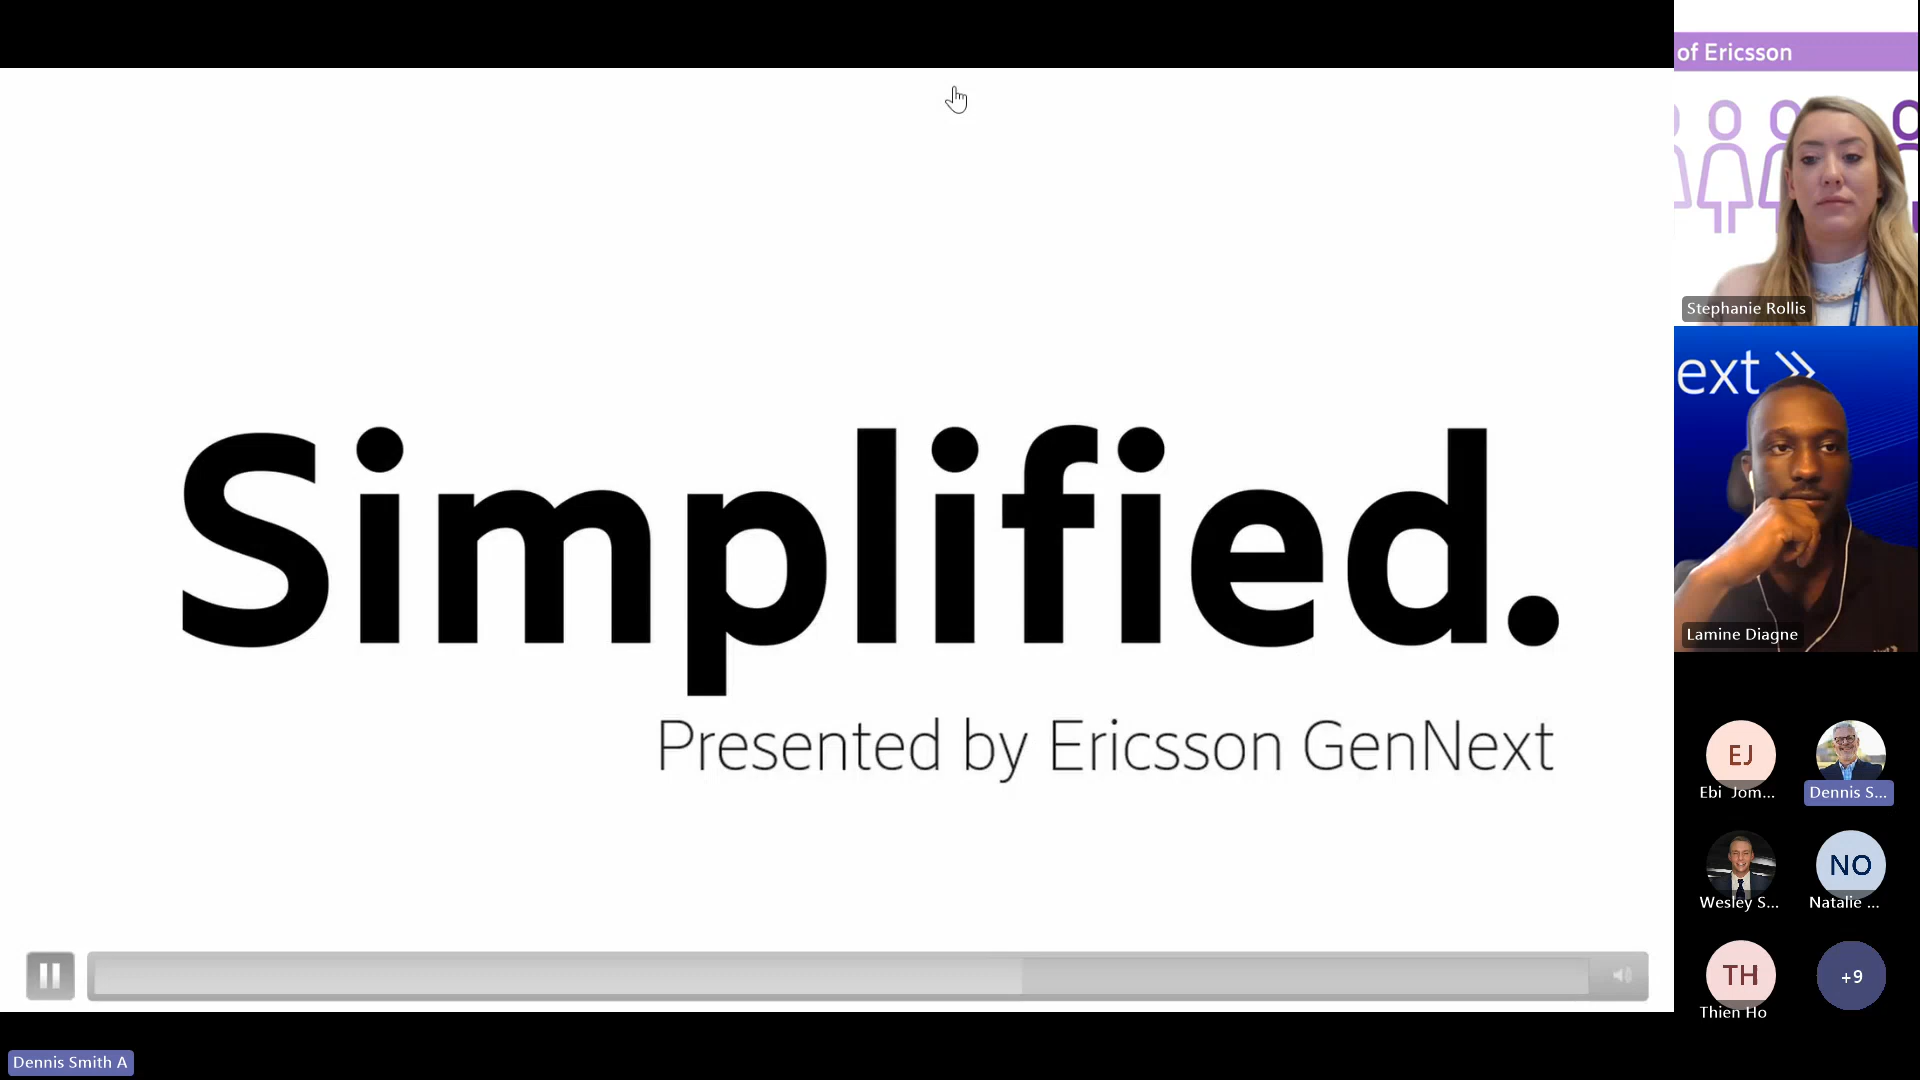 of Ericsson
Stephanie Rollis
ext »
Lamine Diagne
Simplified.
Presented by Ericsson GenNext
EJ
Ebi Jom...
Dennis S...
Wesley S...
NO
Natalie ...
TH
Thien Ho
+9
Dennis Smith A